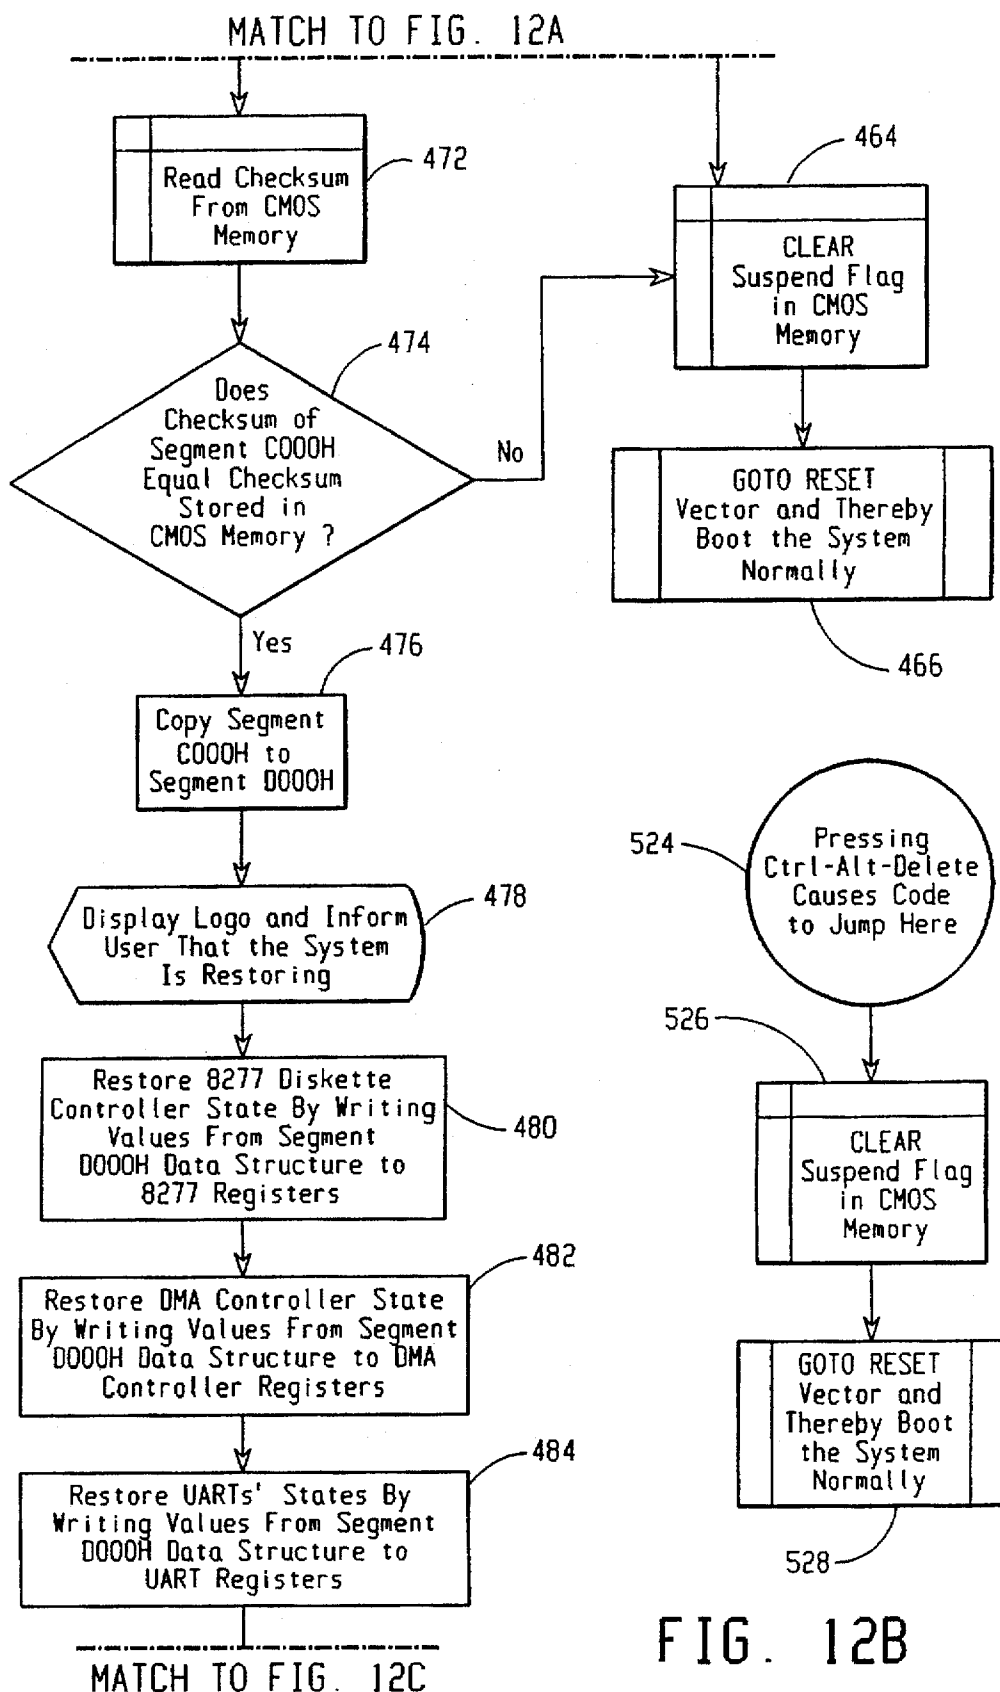 MATCH TO FIG. 12A
472
Read Checksum
From CMOS
Memory
464
CLEAR
Suspend Flag
in CMOS
Memory
474
Does
Checksum of
Segment C000H
Equal Checksum
Stored in
CMOS Memory ?
No
GOTO RESET
Vector and Thereby
Boot the System
Normally
466
Yes
476
Copy Segment
C000H to
Segment D000H
478
Display Logo and Inform
User That the System
Is Restoring
524
Pressing
Ctrl-Alt-Delete
Causes Code
to Jump Here
526
CLEAR
Suspend Flag
in CMOS
Memory
Restore 8277 Diskette
Controller State By Writing
Values From Segment
D000H Data Structure to
8277 Registers
480
482
Restore DMA Controller State
By Writing Values From Segment
D000H Data Structure to DMA
Controller Registers
GOTO RESET
Vector and
Thereby Boot
the System
Normally
528
484
Restore UARTs' States By
Writing Values From Segment
D000H Data Structure to
UART Registers
MATCH TO FIG. 12C
FIG. 12B